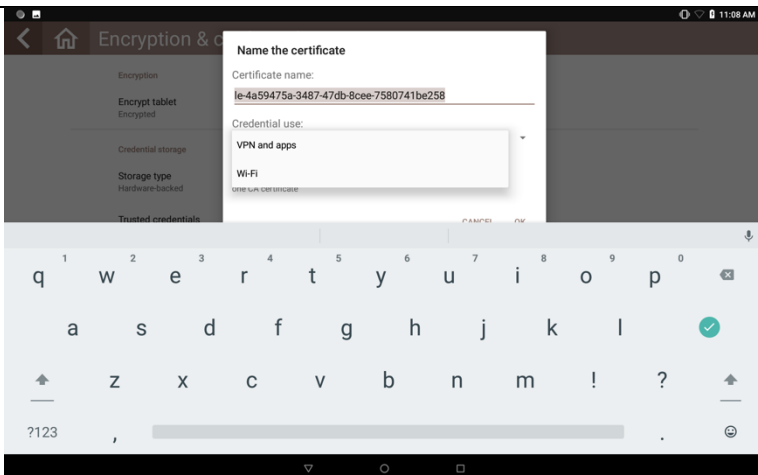 11:08 AM
Encryption & c
Name the certificate
Certificate name:
le-4a59475a-3487-47db-8cee-7580741be258
Credential use:
VPN and apps
Wi-Fi
one CA certificate
CANCEL OK
Encryption
Encrypt tablet
Encrypted
Credential storage
Storage type
Hardware-backed
Trusted credentials
1 2 3 4 5 6 7 8 9 0
q w e r t y u i o p
a s d f g h j k l
z x c v b n m ! ?
?123 , .